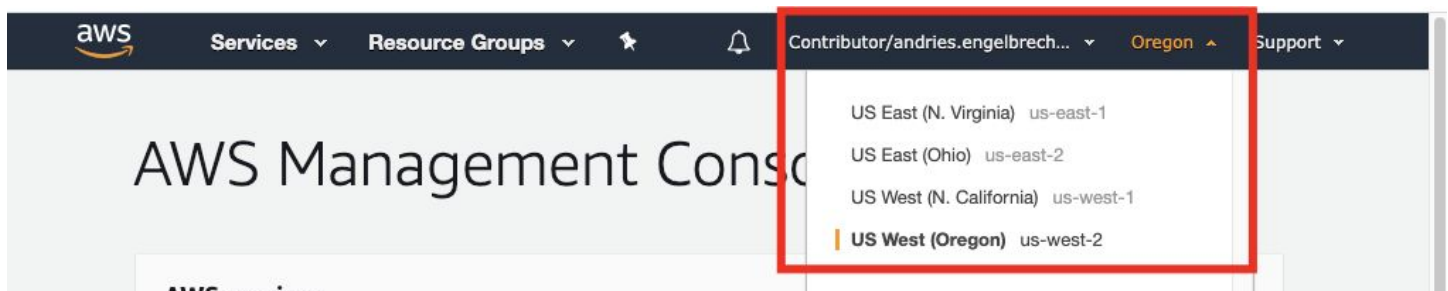 aws Services Resource Groups Contributor/andries.engelbrech... Oregon Support
US East (N. Virginia) us-east-1
US East (Ohio) us-east-2
AWS Management Conso
US West (N. California) us-west-1
US West (Oregon) us-west-2
AWS